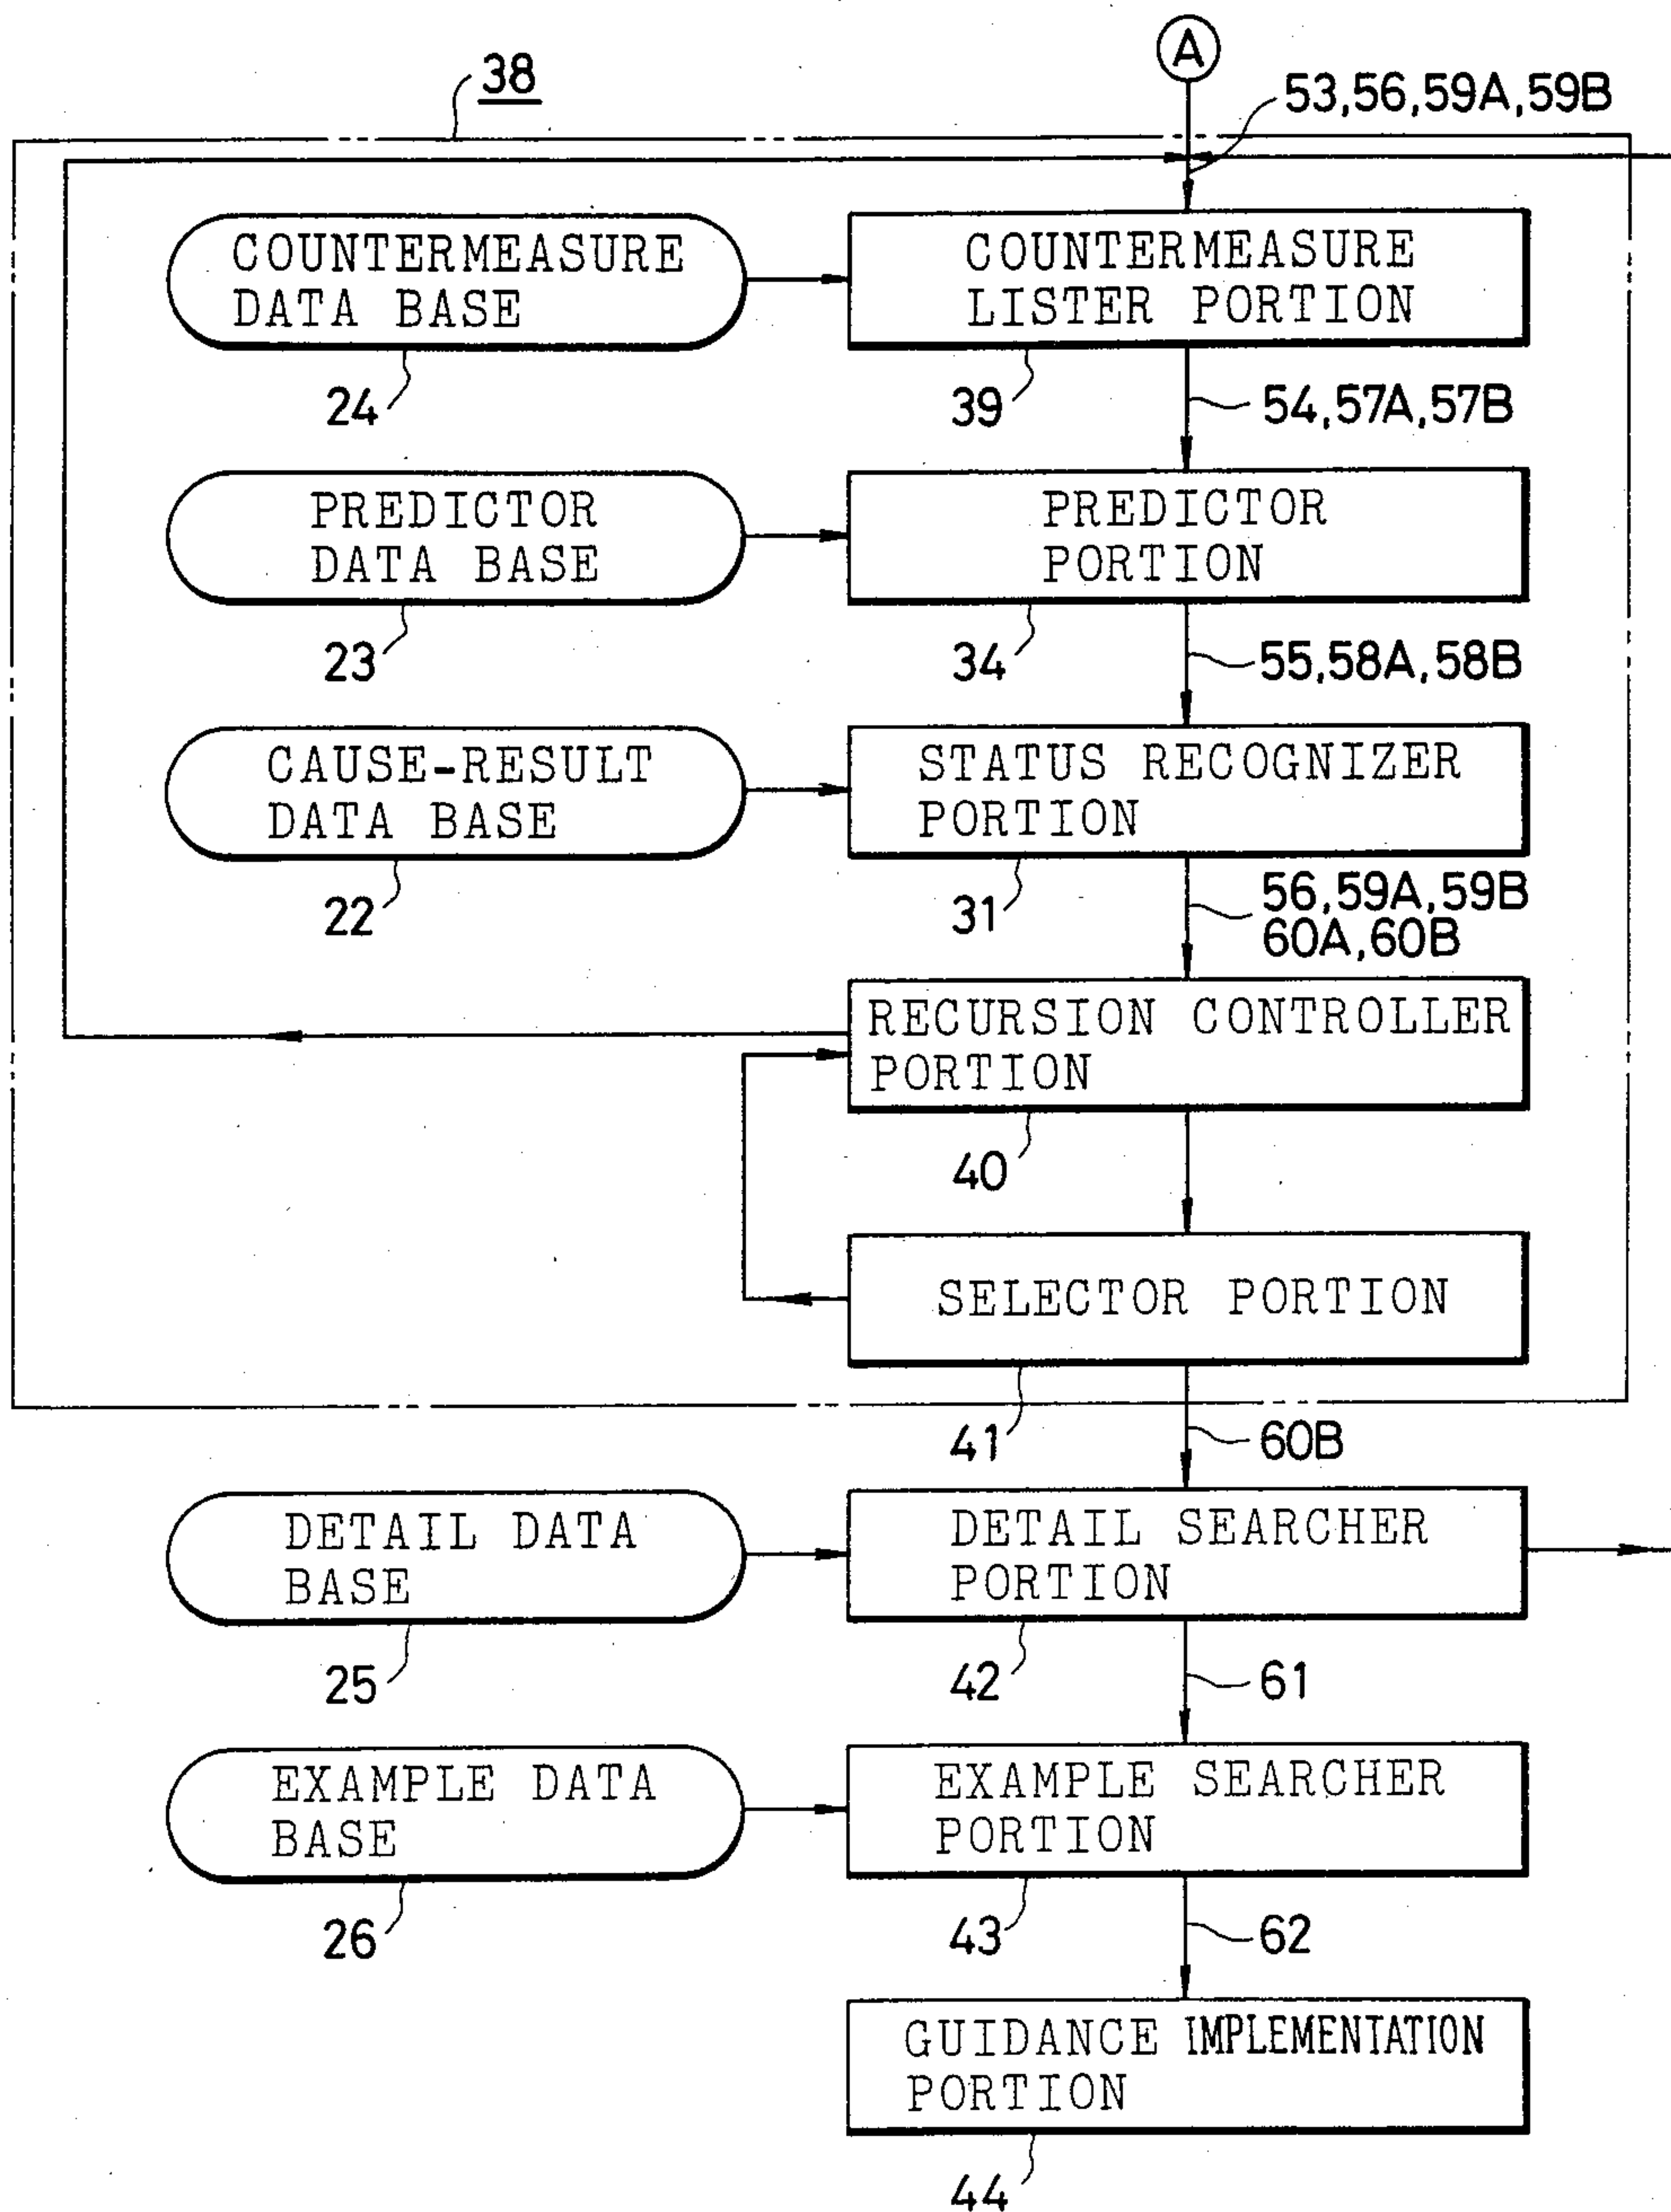 A
38
53,56,59A,59B
COUNTERMEASURE
DATA BASE
24
COUNTERMEASURE
LISTER PORTION
39
54,57A,57B
PREDICTOR
DATA BASE
23
PREDICTOR
PORTION
34
55,58A,58B
CAUSE-RESULT
DATA BASE
22
STATUS RECOGNIZER
PORTION
31
56,59A,59B
60A,60B
RECURSION CONTROLLER
PORTION
40
SELECTOR PORTION
41
60B
DETAIL DATA
BASE
25
DETAIL SEARCHER
PORTION
42
61
EXAMPLE DATA
BASE
26
EXAMPLE SEARCHER
PORTION
43
62
GUIDANCE IMPLEMENTATION
PORTION
44